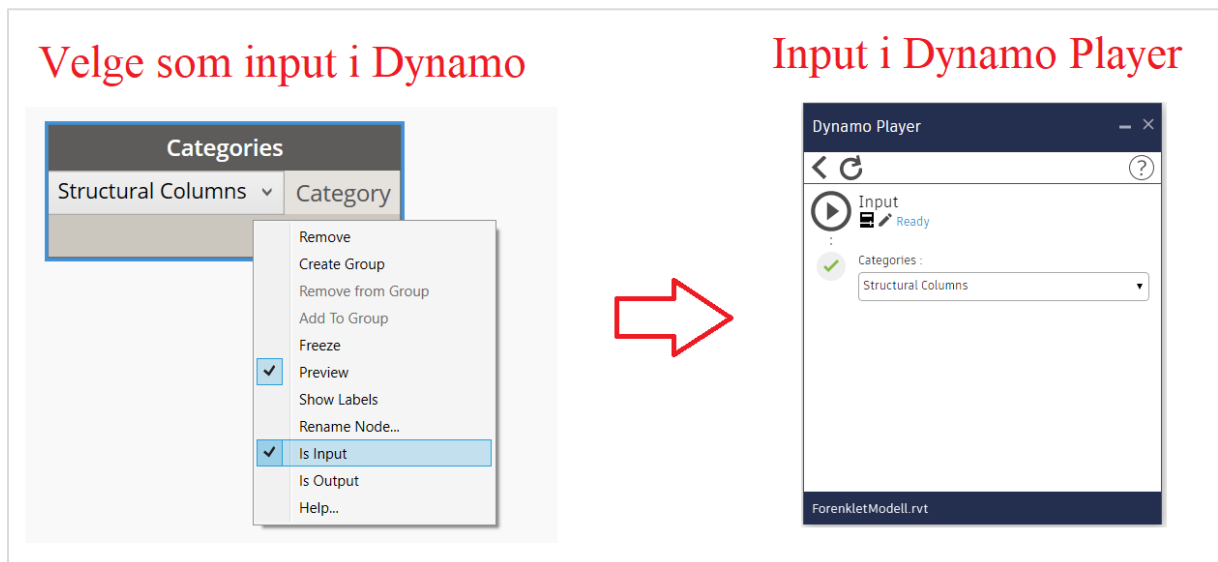 Velge som input i Dynamo
Input i Dynamo Player
Categories
Structural Columns
Category
Remove
Create Group
Remove from Group
Add To Group
Freeze
Preview
Show Labels
Rename Node...
Is Input
Is Output
Help...
Dynamo Player
?
Input
Ready
:
Categories :
Structural Columns
ForenkletModell.rvt